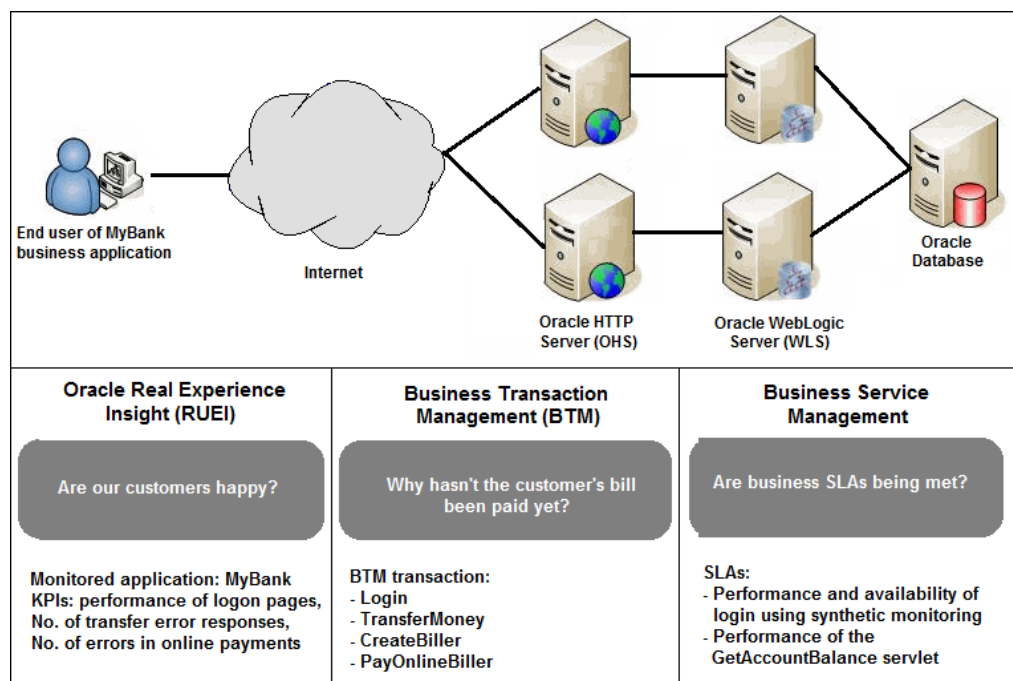 End user of MyBank
business application
Internet
Oracle HTTP
Server (OHS)
Oracle WebLogic
Server (WLS)
Oracle
Database
Oracle Real Experience
Insight (RUEI)
Are our customers happy?
Monitored application: MyBank
KPIs: performance of logon pages,
No. of transfer error responses,
No. of errors in online payments
Business Transaction
Management (BTM)
Why hasn't the customer's bill
been paid yet?
BTM transaction:
- Login
- TransferMoney
- CreateBiller
- PayOnlineBiller
Business Service
Management
Are business SLAs being met?
SLAs:
- Performance and availability of
login using synthetic monitoring
- Performance of the
GetAccountBalance servlet